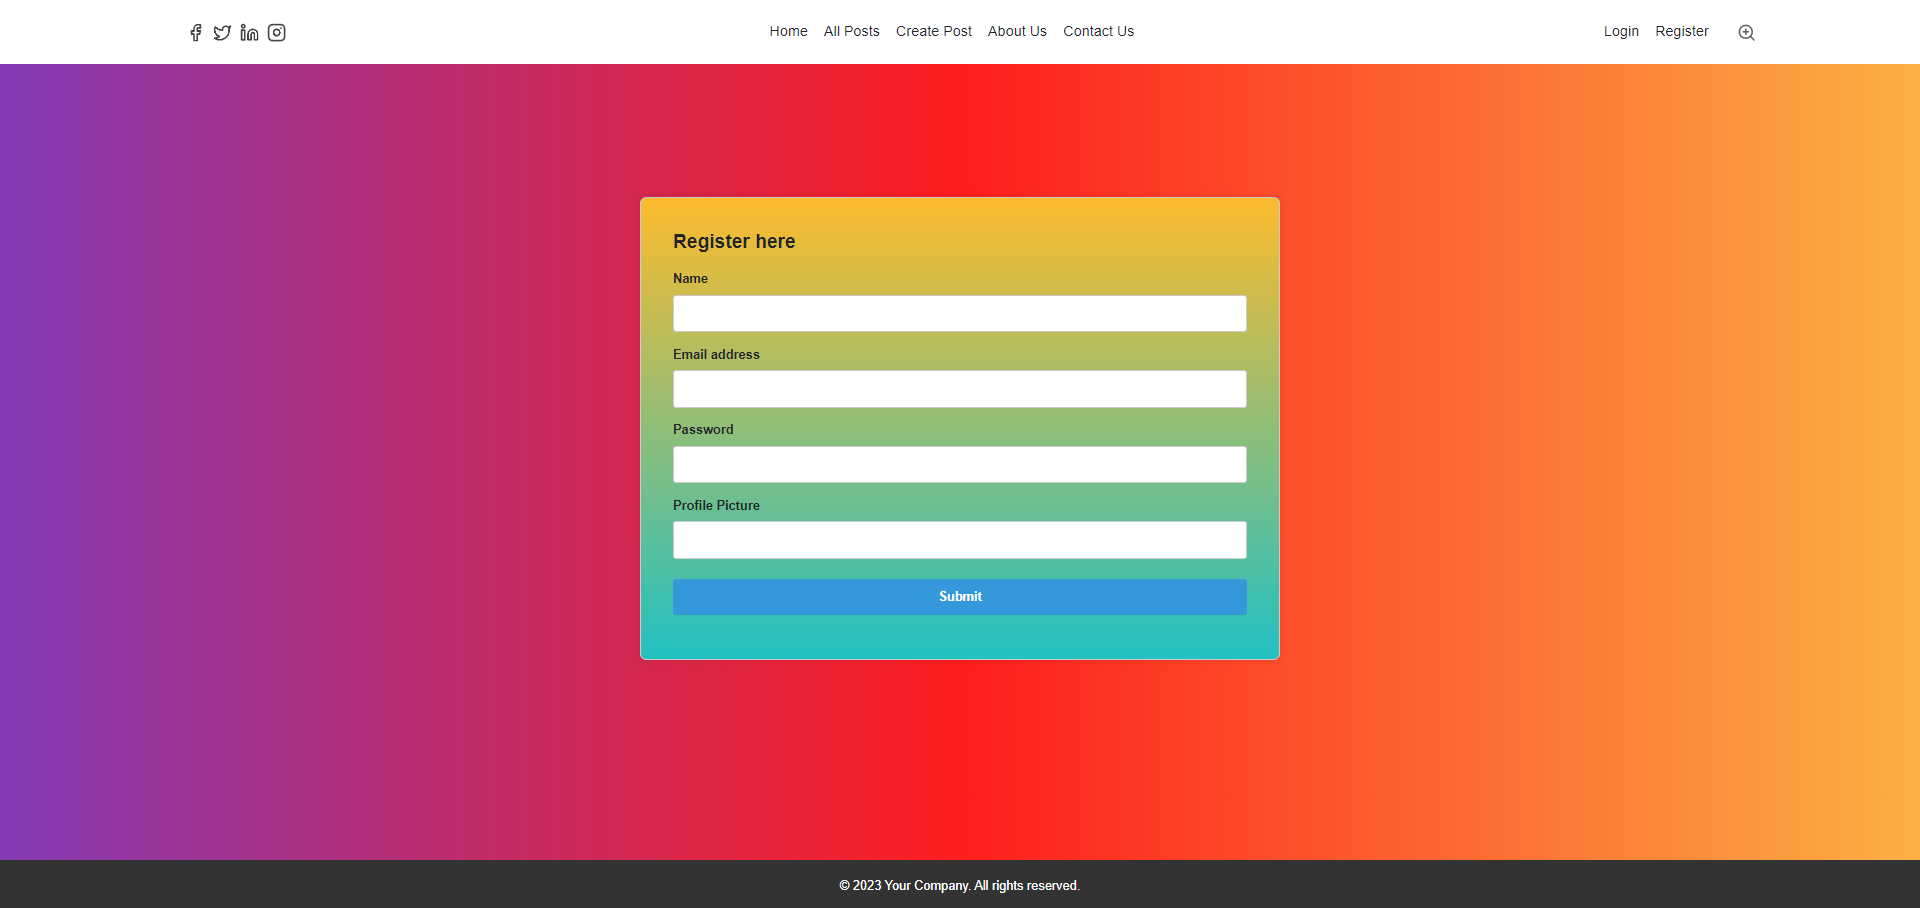 Home All Posts Create Post About Us Contact Us Login Register
Register here
Name
Email address
Password
Profile Picture
Submit
© 2023 Your Company. All rights reserved.